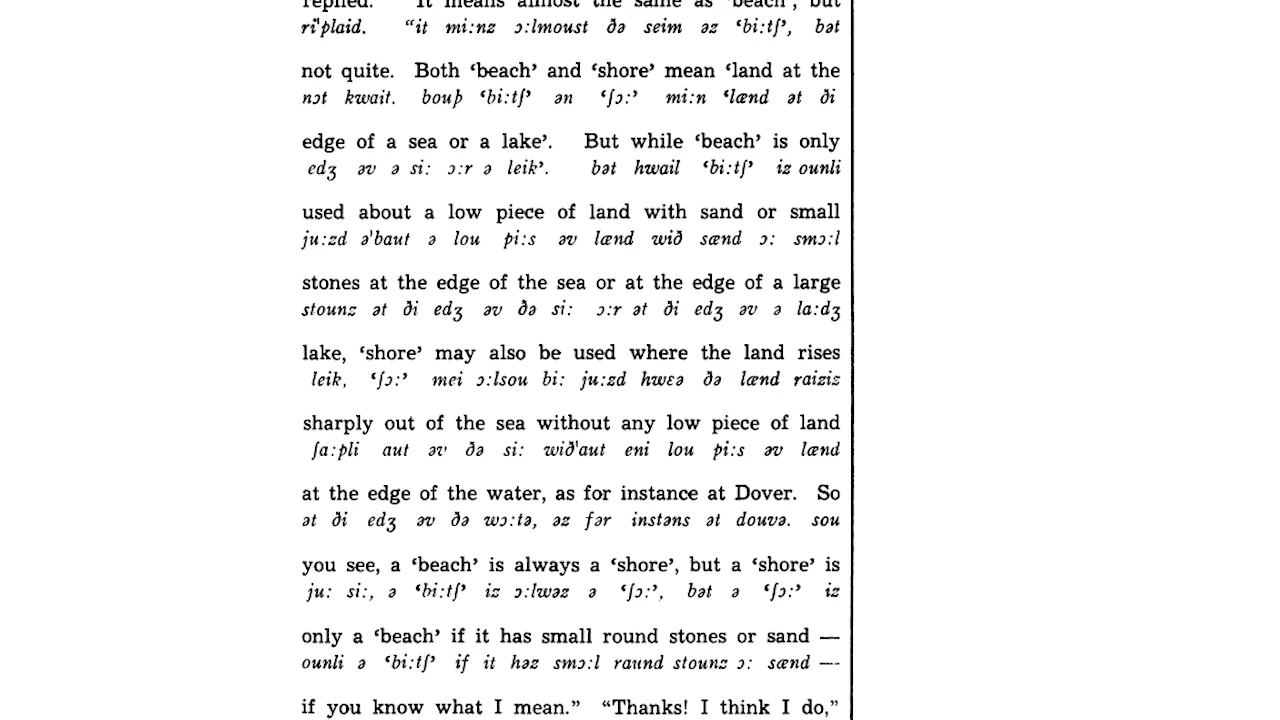 replied. "It means almost the same as 'beach', but
ri'plaid. "it mi:nz ɔ:lmoust ðə seim əz 'bi:tʃ', bət
not quite. Both 'beach' and 'shore' mean 'land at the
nɔt kwait. bouþ 'bi:tʃ' ən 'ʃɔ:' mi:n 'lænd ət ði
edge of a sea or a lake'. But while 'beach' is only
edʒ əv ə si: ɔ:r ə leik'. bət hwail 'bi:tʃ' iz ounli
used about a low piece of land with sand or small
ju:zd ə'baut ə lou pi:s əv lænd wið sænd ɔ: smɔ:l
stones at the edge of the sea or at the edge of a large
stounz ət ði edʒ əv ðə si: ɔ:r ət ði edʒ əv ə la:dʒ
lake, 'shore' may also be used where the land rises
leik, 'ʃɔ:' mei ɔ:lsou bi: ju:zd hwɛə ðə lænd raiziz
sharply out of the sea without any low piece of land
ʃa:pli aut əv ðə si: wið'aut eni lou pi:s əv lænd
at the edge of the water, as for instance at Dover. So
ət ði edʒ əv ðə wɔ:tə, əz fər instəns ət douvə. sou
you see, a 'beach' is always a 'shore', but a 'shore' is
ju: si:, ə 'bi:tʃ' iz ɔ:lwəz ə 'ʃɔ:', bət ə 'ʃɔ:' iz
only a 'beach' if it has small round stones or sand —
ounli ə 'bi:tʃ' if it həz smɔ:l raund stounz ɔ: sænd —
if you know what I mean." "Thanks! I think I do,"